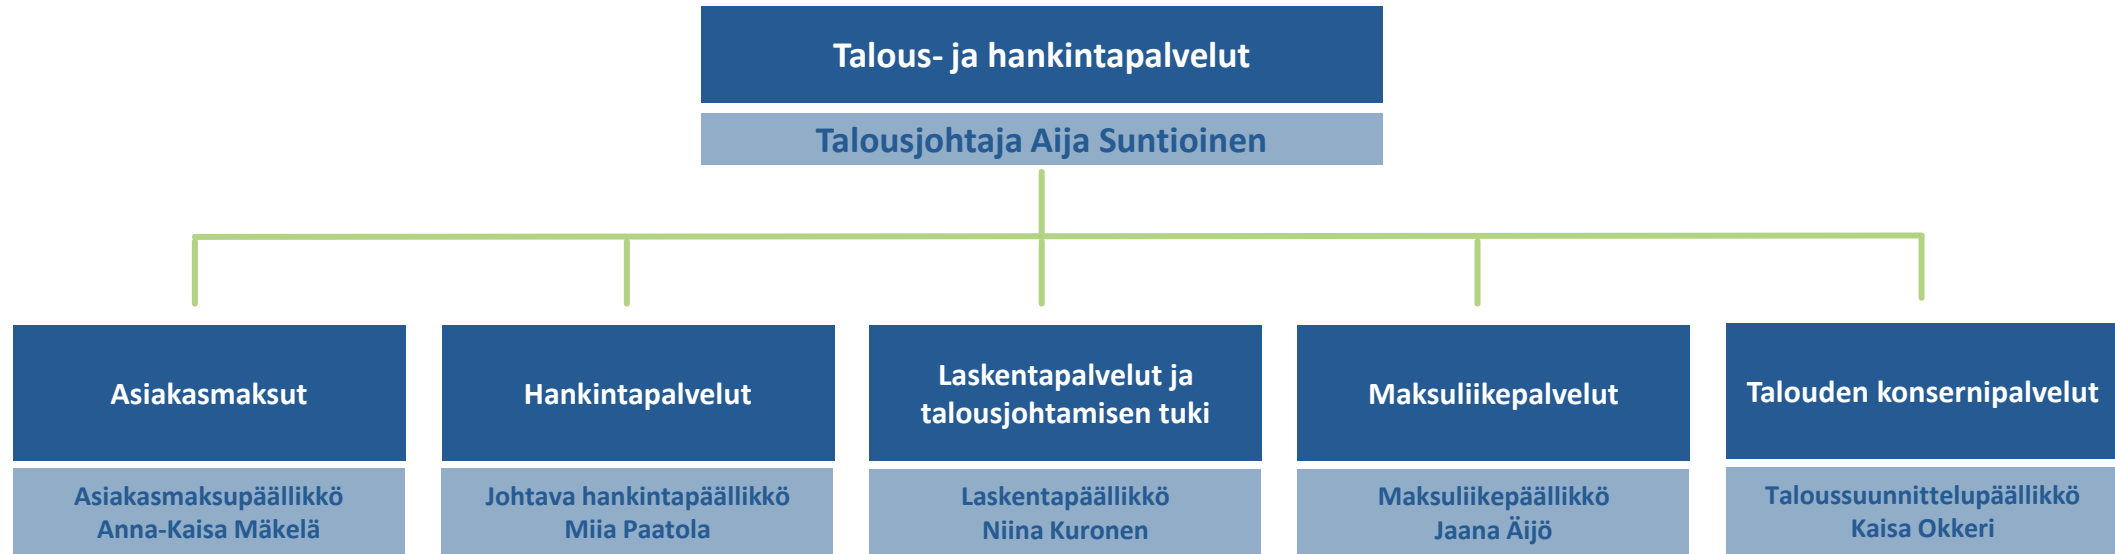 Talous- ja hankintapalvelut
Talousjohtaja Aija Suntioinen
Asiakasmaksut
Asiakasmaksupäällikkö
Anna-Kaisa Mäkelä
Hankintapalvelut
Johtava hankintapäällikkö
Miia Paatola
Laskentapalvelut ja
talousjohtamisen tuki
Laskentapäällikkö
Niina Kuronen
Maksuliikepalvelut
Maksuliikepäällikkö
Jaana Äijö
Talouden konsernipalvelut
Taloussuunnittelupäällikkö
Kaisa Okkeri